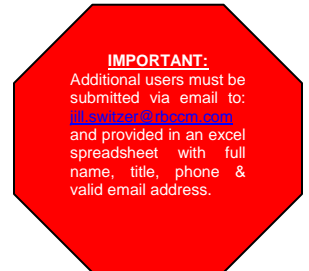 IMPORTANT:
Additional users must be
submitted via email to:
jill.switzer@rbccm.com
and provided in an excel
spreadsheet with full
name, title, phone &
valid email address.